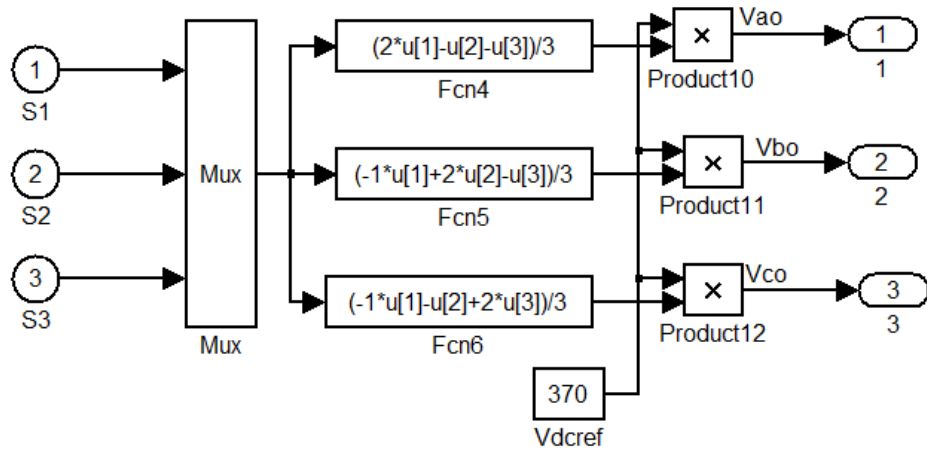 1
S1
2
S2
3
S3
Mux
Mux
(2*u[1]-u[2]-u[3])/3
Fcn4
(-1*u[1]+2*u[2]-u[3])/3
Fcn5
(-1*u[1]-u[2]+2*u[3])/3
Fcn6
370
Vdcref
×
Product10
×
Product11
×
Product12
Vao
1
1
Vbo
2
2
Vco
3
3